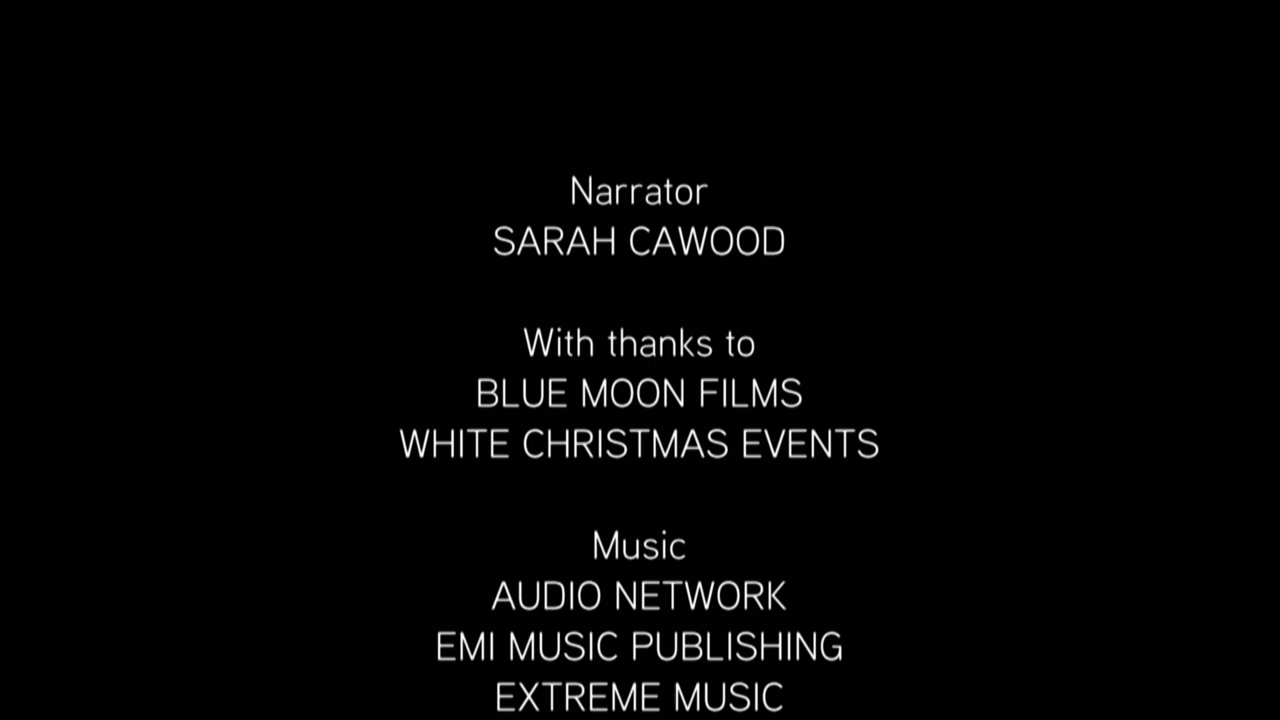 Narrator
SARAH CAWOOD
With thanks to
BLUE MOON FILMS
WHITE CHRISTMAS EVENTS
Music
AUDIO NETWORK
EMI MUSIC PUBLISHING
EXTREME MUSIC